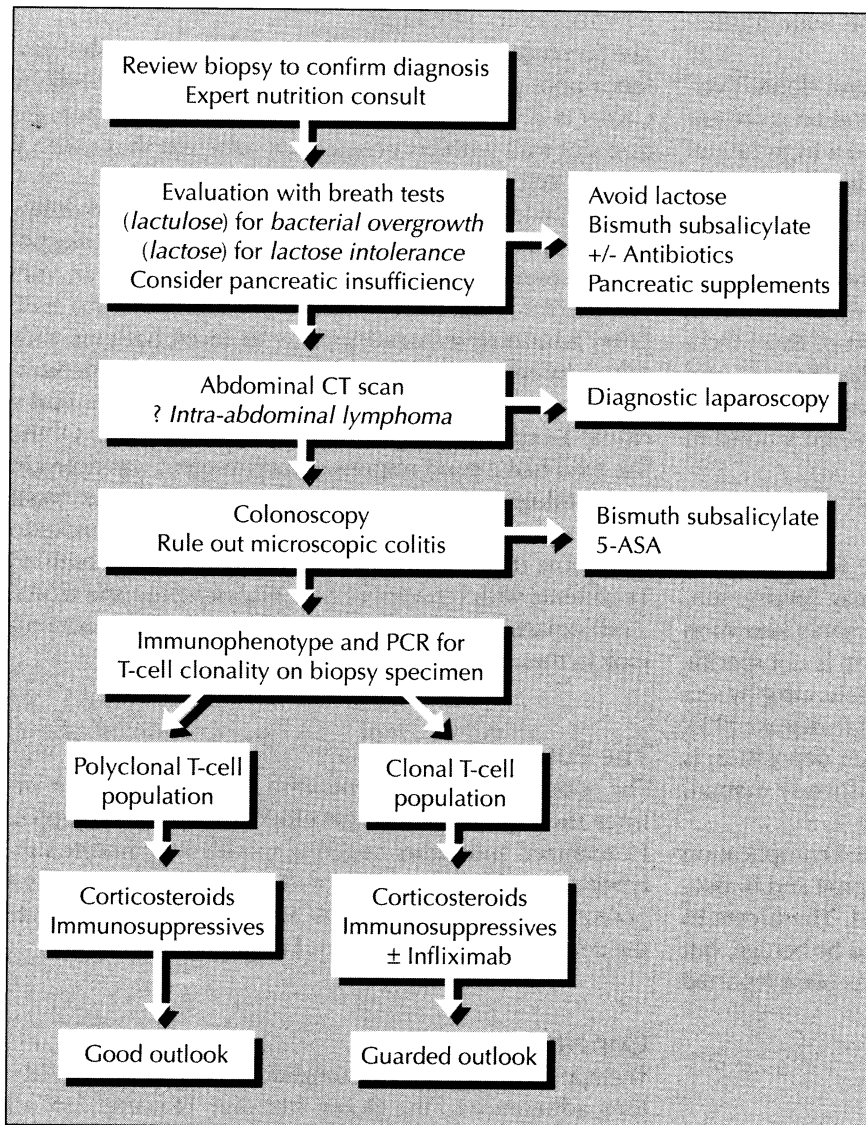 Review biopsy to confirm diagnosis
Expert nutrition consult
Evaluation with breath tests
(lactulose) for bacterial overgrowth
(lactose) for lactose intolerance
Consider pancreatic insufficiency
Avoid lactose
Bismuth subsalicylate
+/- Antibiotics
Pancreatic supplements
Abdominal CT scan
? Intra-abdominal lymphoma
Diagnostic laparoscopy
Colonoscopy
Rule out microscopic colitis
Bismuth subsalicylate
5-ASA
Immunophenotype and PCR for
T-cell clonality on biopsy specimen
Polyclonal T-cell
population
Clonal T-cell
population
Corticosteroids
Immunosuppressives
Corticosteroids
Immunosuppressives
± Infliximab
Good outlook
Guarded outlook